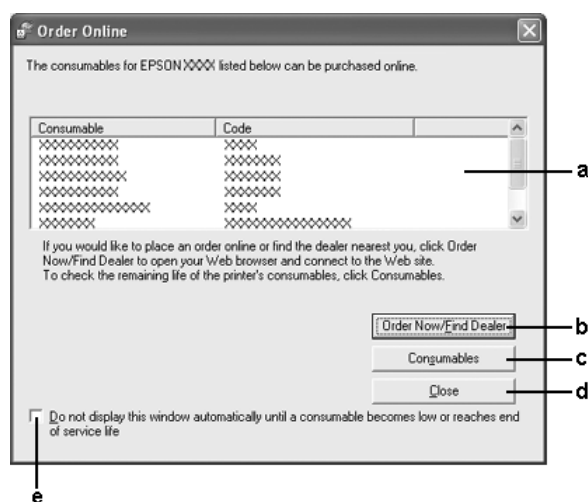 Order Online
The consumables for EPSON XXXX listed below can be purchased online.
Consumable Code
XXXXXXXXXX XXXX
XXXXXXXXXX XXXXXXX
XXXXXXXXXXX XXXXXXX
XXXXXXXXXX XXXXXXX
XXXXXXXXXXXXXX XXXX
XXXXXXX XXXXXXXXXXXXXXXX
a
If you would like to place an order online or find the dealer nearest you, click Order
Now/Find Dealer to open your Web browser and connect to the Web site.
To check the remaining life of the printer's consumables, click Consumables.
Order Now/Find Dealer b
Consumables c
Close d
Do not display this window automatically until a consumable becomes low or reaches end
of service life
e